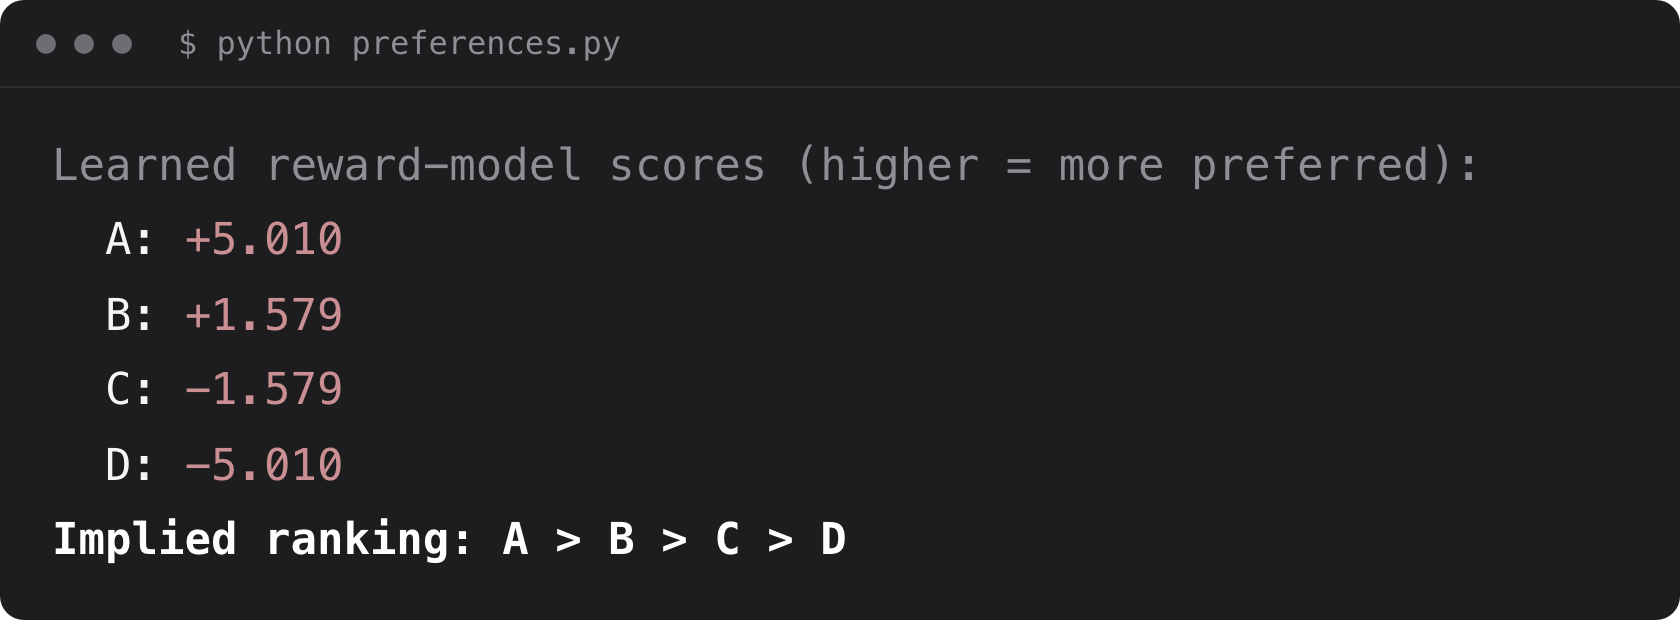 $ python preferences.py
Learned reward-model scores (higher = more preferred):
A: +5.010
B: +1.579
C: -1.579
D: -5.010
Implied ranking: A > B > C > D